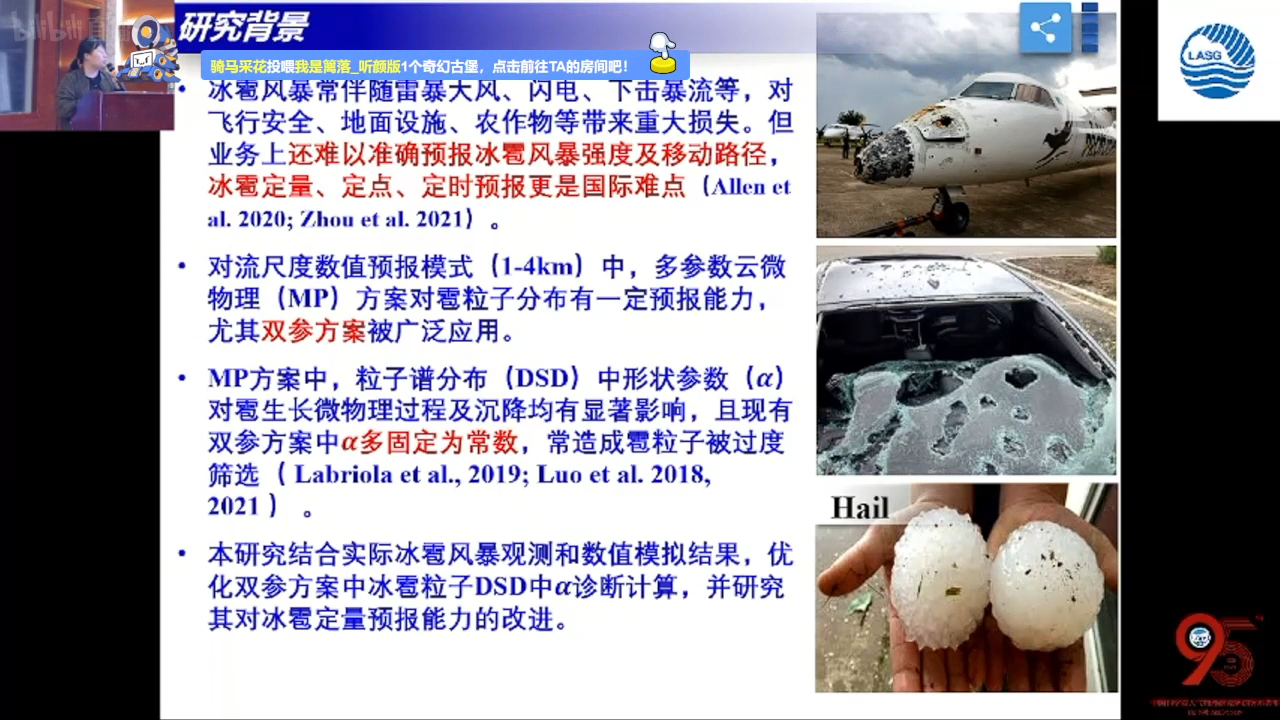 bilibili 直播
研究背景
骑马采花投喂我是篱落_听颜版1个奇幻古堡，点击前往TA的房间吧！
• 冰雹风暴常伴随雷暴大风、闪电、下击暴流等，对
飞行安全、地面设施、农作物等带来重大损失。但
业务上还难以准确预报冰雹风暴强度及移动路径，
冰雹定量、定点、定时预报更是国际难点（Allen et
al. 2020; Zhou et al. 2021）。
• 对流尺度数值预报模式（1-4km）中，多参数云微
物理（MP）方案对雹粒子分布有一定预报能力，
尤其双参方案被广泛应用。
• MP方案中，粒子谱分布（DSD）中形状参数（α）
对雹生长微物理过程及沉降均有显著影响，且现有
双参方案中α多固定为常数，常造成雹粒子被过度
筛选（ Labriola et al., 2019; Luo et al. 2018,
2021 ） 。
• 本研究结合实际冰雹风暴观测和数值模拟结果，优
化双参方案中冰雹粒子DSD中α诊断计算，并研究
其对冰雹定量预报能力的改进。
Hail
LASG
95